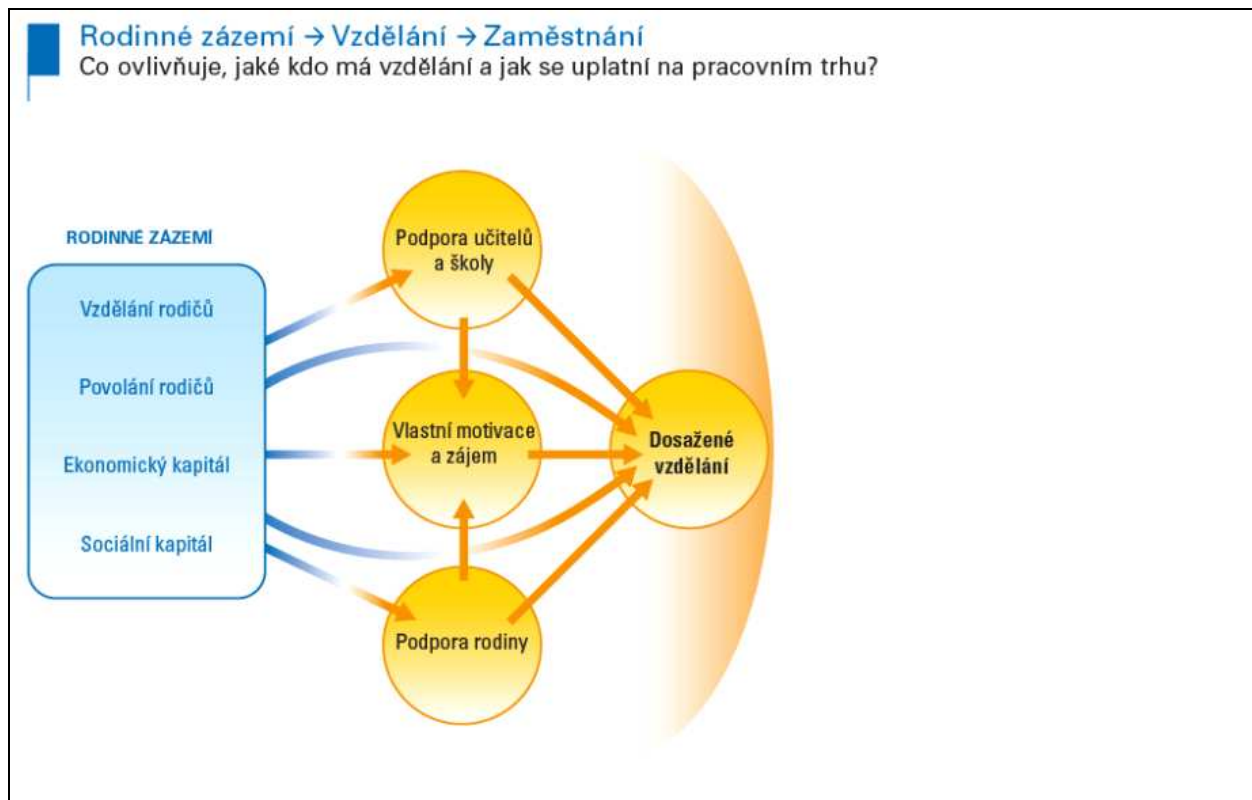 Rodinné zázemí → Vzdělání → Zaměstnání
Co ovlivňuje, jaké kdo má vzdělání a jak se uplatní na pracovním trhu?
RODINNÉ ZÁZEMÍ
Vzdělání rodičů
Povolání rodičů
Ekonomický kapitál
Sociální kapitál
Podpora učitelů
a školy
Vlastní motivace
a zájem
Podpora rodiny
Dosažené
vzdělání